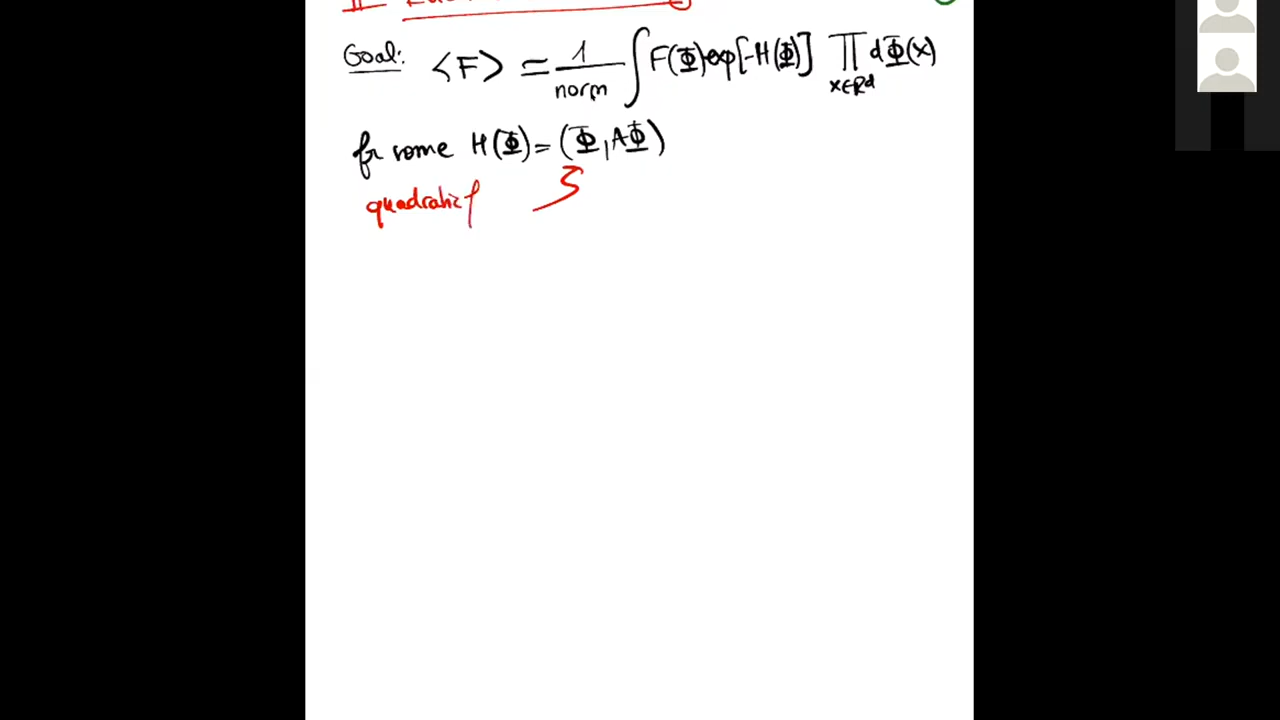 Goal: <F> = 1/norm ∫ F(Φ) exp[-H(Φ)] ∏_{x∈ℝ^d} dΦ(x)
for some H(Φ) = (Φ, AΦ)
quadratic